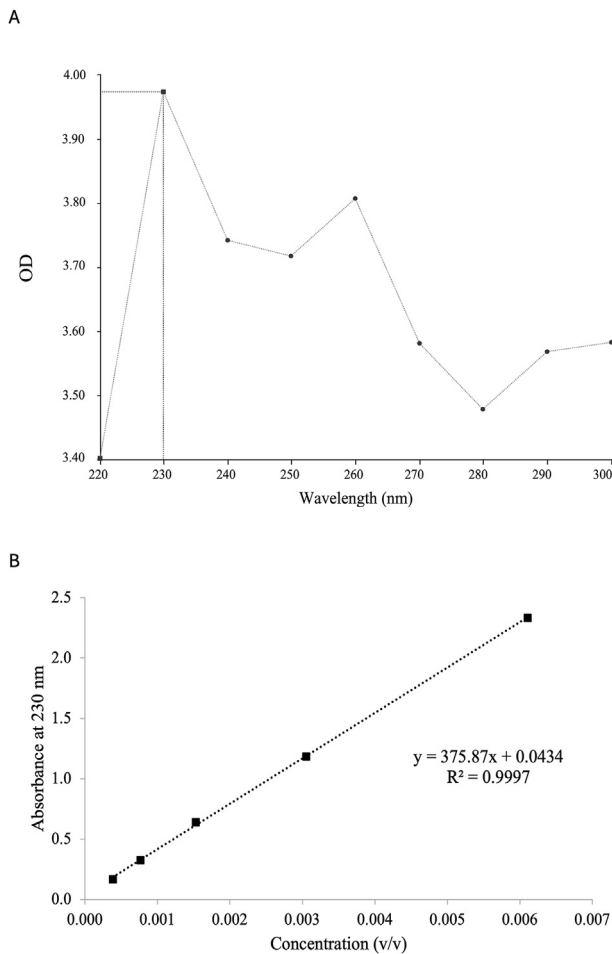 A
4.00
3.90
3.80
3.70
3.60
3.50
3.40
OD
220 230 240 250 260 270 280 290 300
Wavelength (nm)
B
2.5
2.0
1.5
1.0
0.5
0.0
Absorbance at 230 nm
y = 375.87x + 0.0434
R² = 0.9997
0.000 0.001 0.002 0.003 0.004 0.005 0.006 0.007
Concentration (v/v)